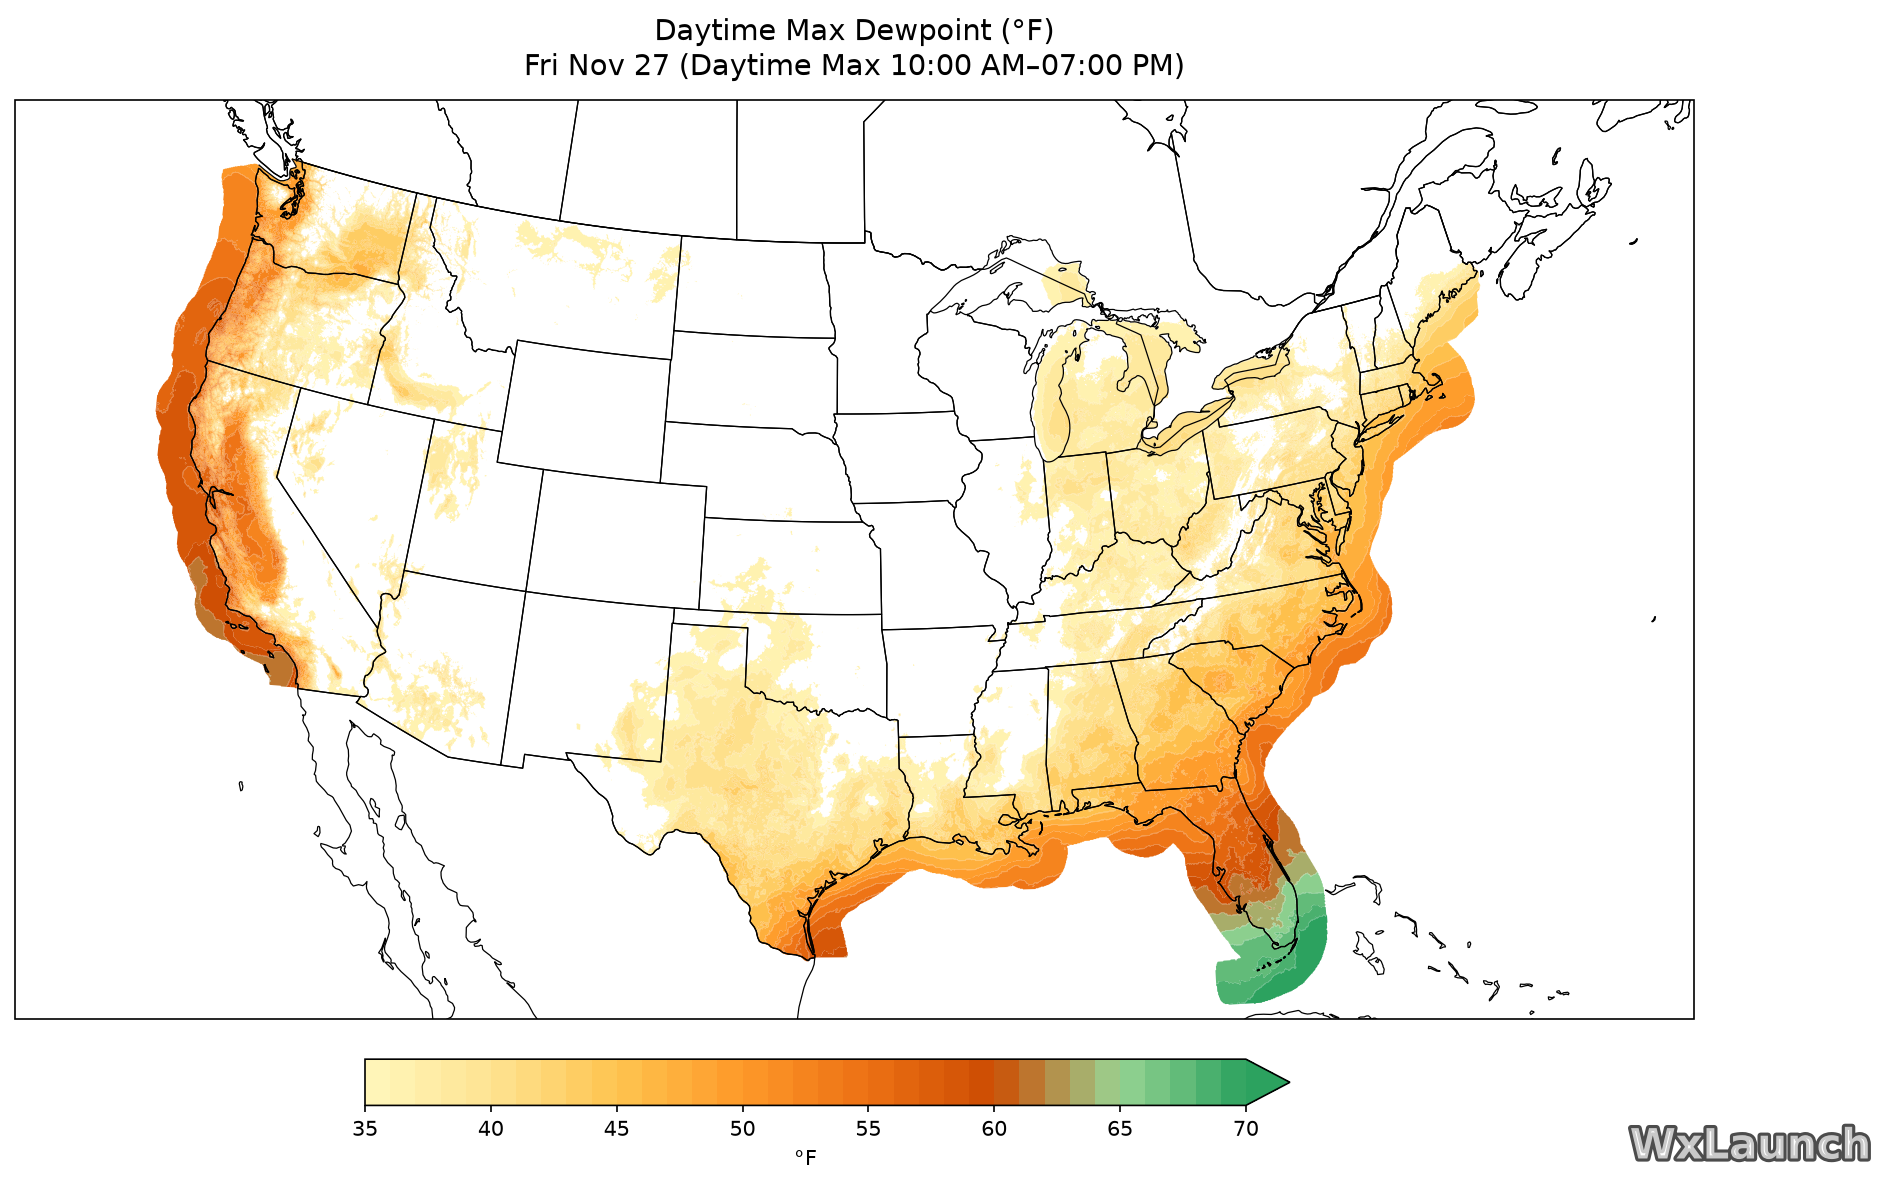 Daytime Max Dewpoint (°F)
Fri Nov 27 (Daytime Max 10:00 AM–07:00 PM)
35 40 45 50 55 60 65 70
°F
WxLaunch